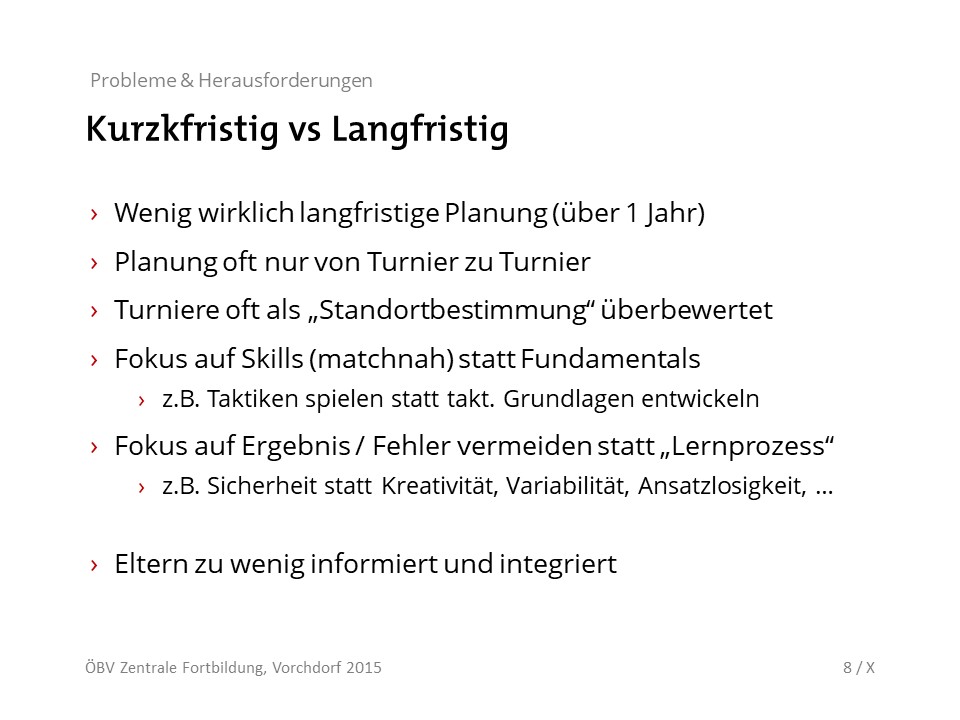 Probleme & Herausforderungen
Kurzkfristig vs Langfristig
› Wenig wirklich langfristige Planung (über 1 Jahr)
› Planung oft nur von Turnier zu Turnier
› Turniere oft als „Standortbestimmung“ überbewertet
› Fokus auf Skills (matchnah) statt Fundamentals
› z.B. Taktiken spielen statt takt. Grundlagen entwickeln
› Fokus auf Ergebnis / Fehler vermeiden statt „Lernprozess“
› z.B. Sicherheit statt Kreativität, Variabilität, Ansatzlosigkeit, …
› Eltern zu wenig informiert und integriert
ÖBV Zentrale Fortbildung, Vorchdorf 2015 8 / X